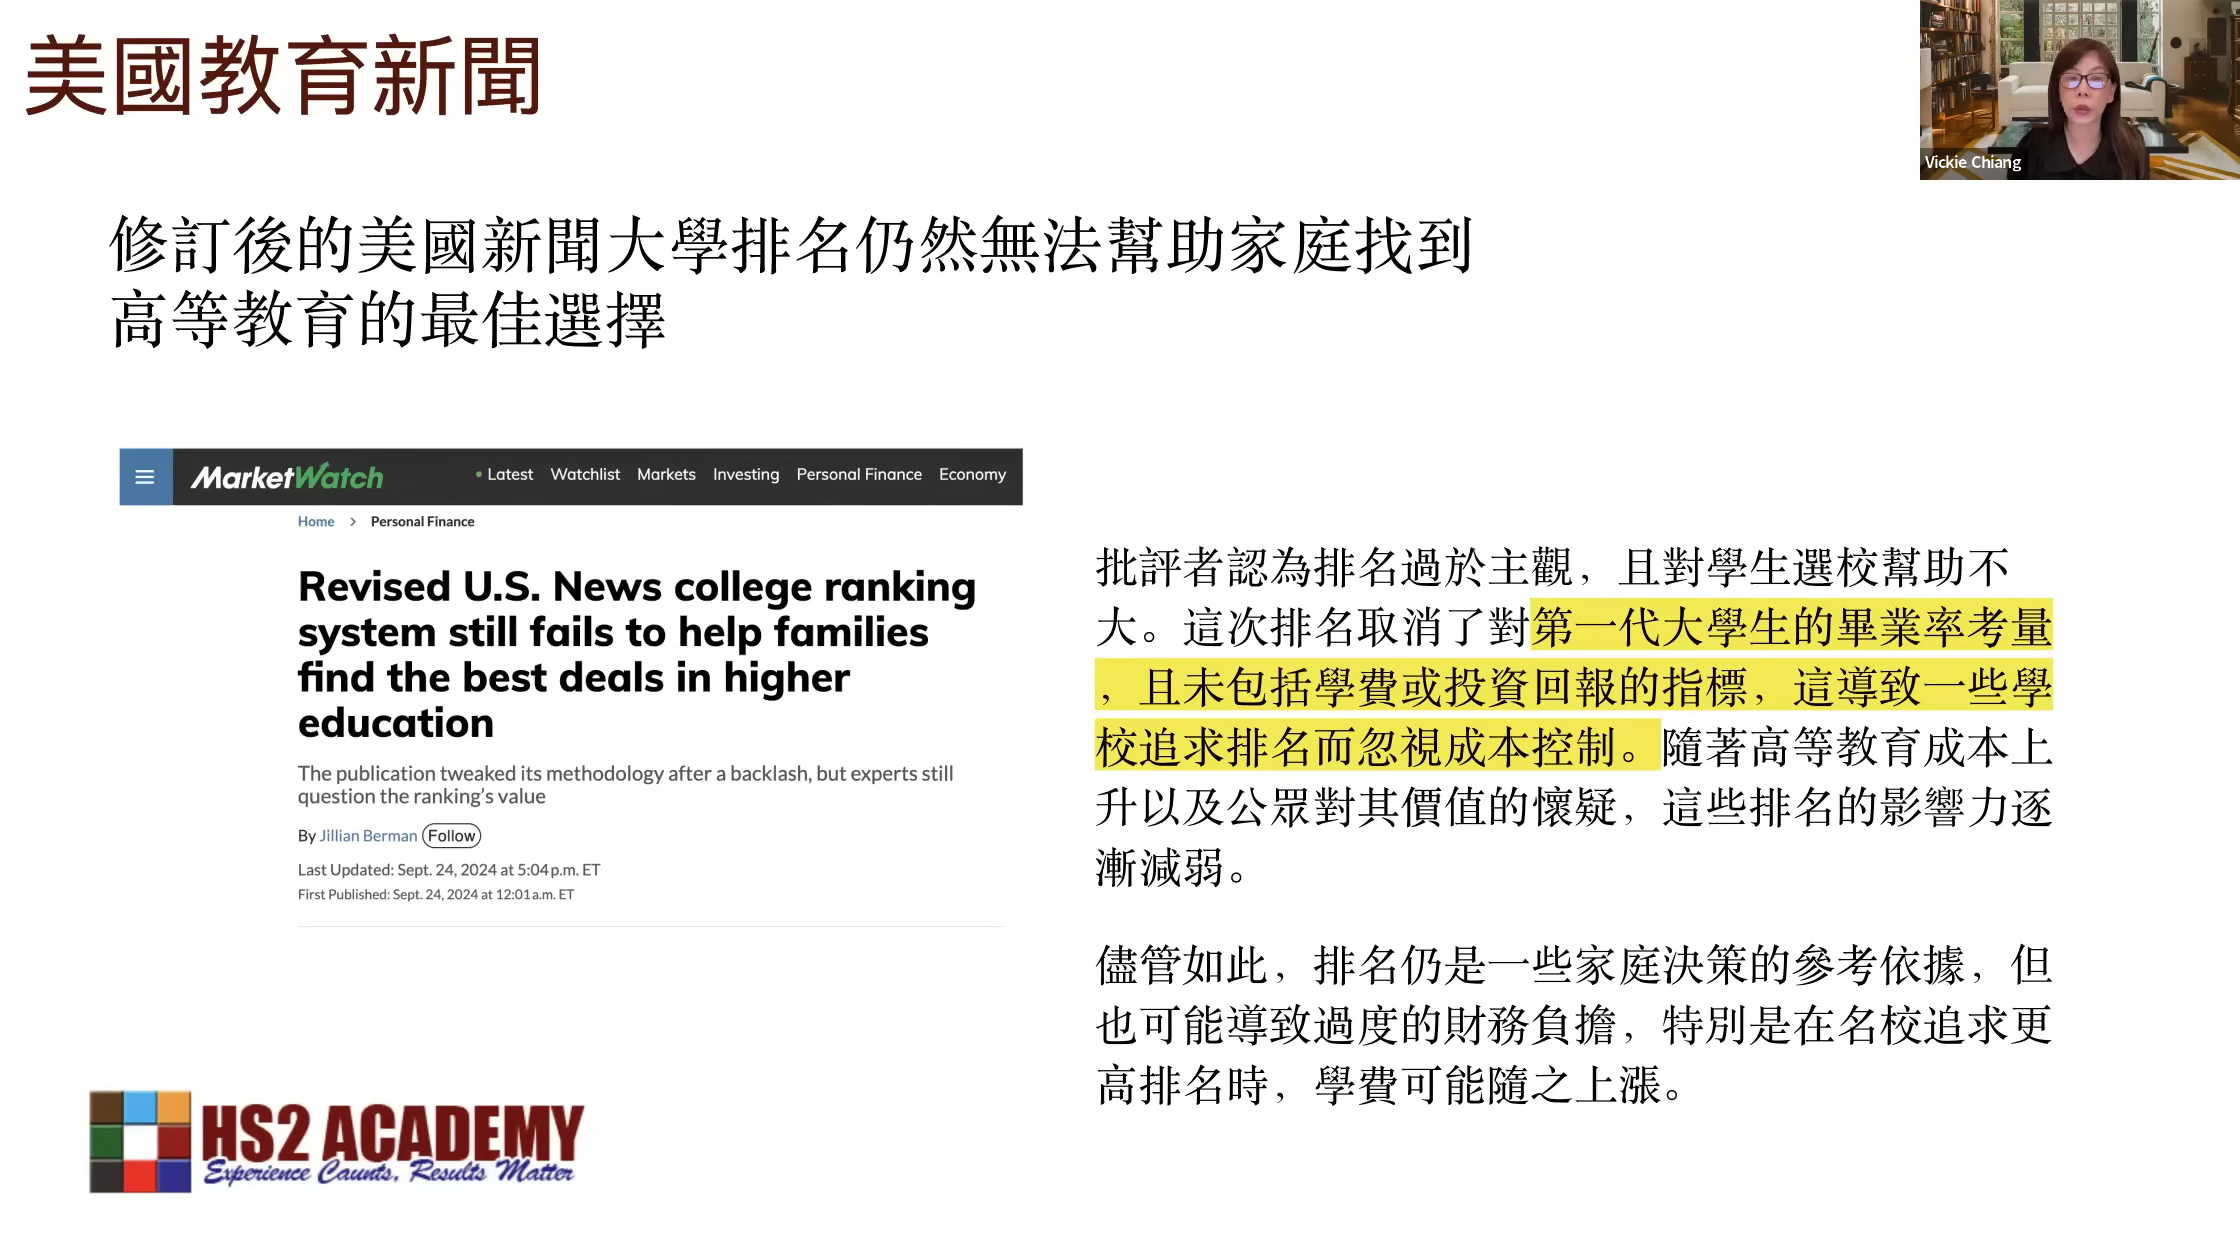 美國教育新聞
Vickie Chiang
修訂後的美國新聞大學排名仍然無法幫助家庭找到
高等教育的最佳選擇
MarketWatch
• Latest Watchlist Markets Investing Personal Finance Economy
Home > Personal Finance
Revised U.S. News college ranking
system still fails to help families
find the best deals in higher
education
The publication tweaked its methodology after a backlash, but experts still
question the ranking's value
By Jillian Berman Follow
Last Updated: Sept. 24, 2024 at 5:04 p.m. ET
First Published: Sept. 24, 2024 at 12:01 a.m. ET
批評者認為排名過於主觀，且對學生選校幫助不
大。這次排名取消了對第一代大學生的畢業率考量
，且未包括學費或投資回報的指標，這導致一些學
校追求排名而忽視成本控制。隨著高等教育成本上
升以及公眾對其價值的懷疑，這些排名的影響力逐
漸減弱。
儘管如此，排名仍是一些家庭決策的參考依據，但
也可能導致過度的財務負擔，特別是在名校追求更
高排名時，學費可能隨之上漲。
HS2 ACADEMY
Experience Counts, Results Matter